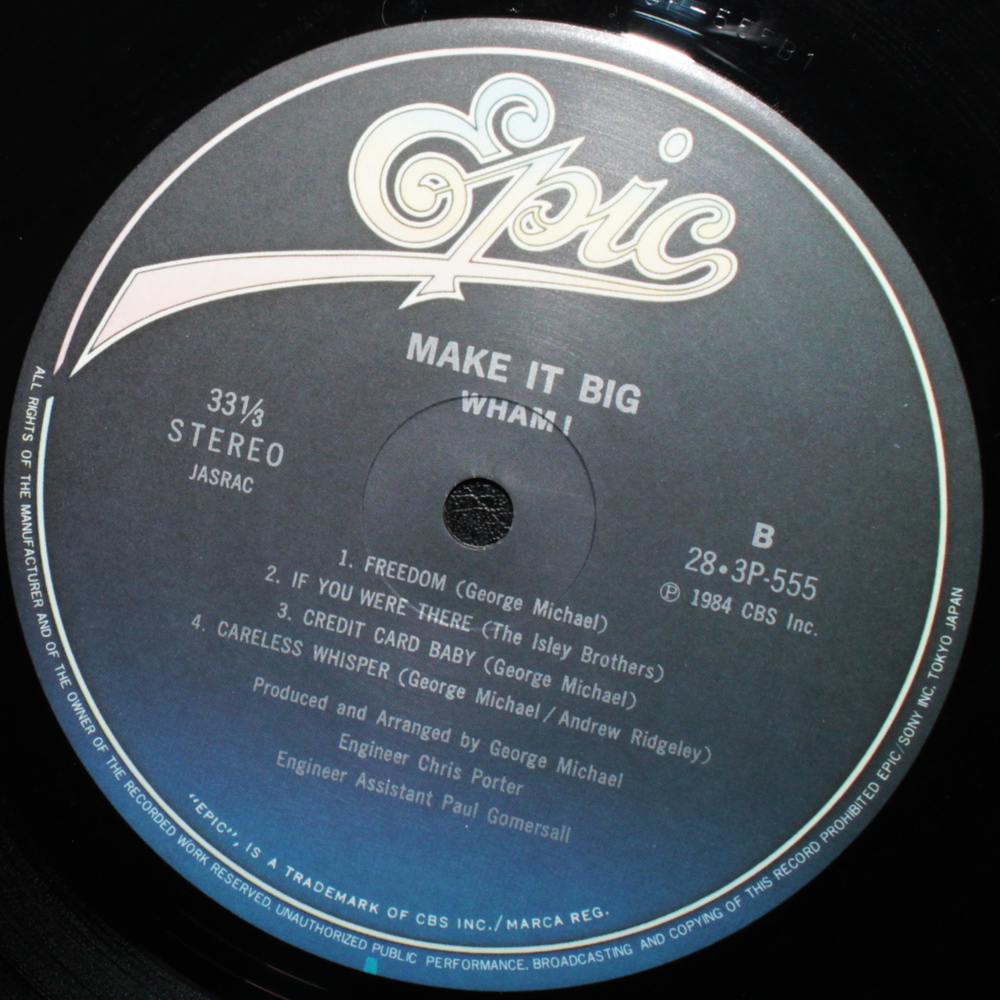 Epic
MAKE IT BIG
WHAM!
33⅓
STEREO
JASRAC
B
28•3P-555
Ⓟ 1984 CBS Inc.
1. FREEDOM (George Michael)
2. IF YOU WERE THERE (The Isley Brothers)
3. CREDIT CARD BABY (George Michael)
4. CARELESS WHISPER (George Michael/Andrew Ridgeley)
Produced and Arranged by George Michael
Engineer Chris Porter
Engineer Assistant Paul Gomersall
"EPIC", IS A TRADEMARK OF CBS INC./MARCA REG.
ALL RIGHTS OF THE MANUFACTURER AND OF THE OWNER OF THE RECORDED WORK RESERVED. UNAUTHORIZED PUBLIC PERFORMANCE. BROADCASTING AND COPYING OF THIS RECORD PROHIBITED EPIC/SONY INC. TOKYO JAPAN